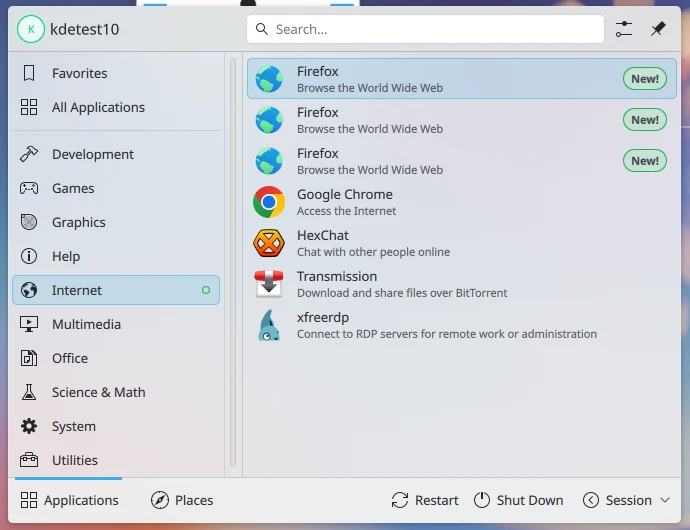 K kdetest10
Search...
Favorites
All Applications
Development
Games
Graphics
Help
Internet
Multimedia
Office
Science & Math
System
Utilities
Firefox
Browse the World Wide Web
New!
Firefox
Browse the World Wide Web
New!
Firefox
Browse the World Wide Web
New!
Google Chrome
Access the Internet
HexChat
Chat with other people online
Transmission
Download and share files over BitTorrent
xfreerdp
Connect to RDP servers for remote work or administration
Applications
Places
Restart
Shut Down
Session